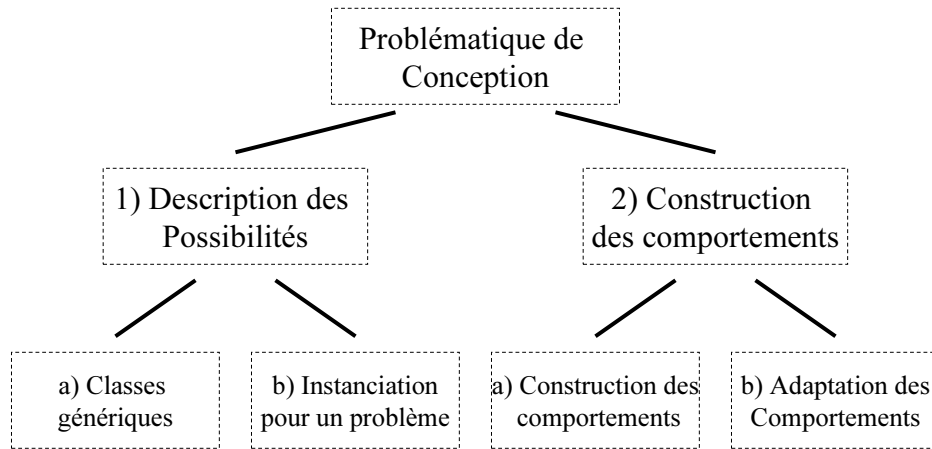 Problématique de
Conception
1) Description des
Possibilités
2) Construction
des comportements
a) Classes
génériques
b) Instanciation
pour un problème
a) Construction des
comportements
b) Adaptation des
Comportements